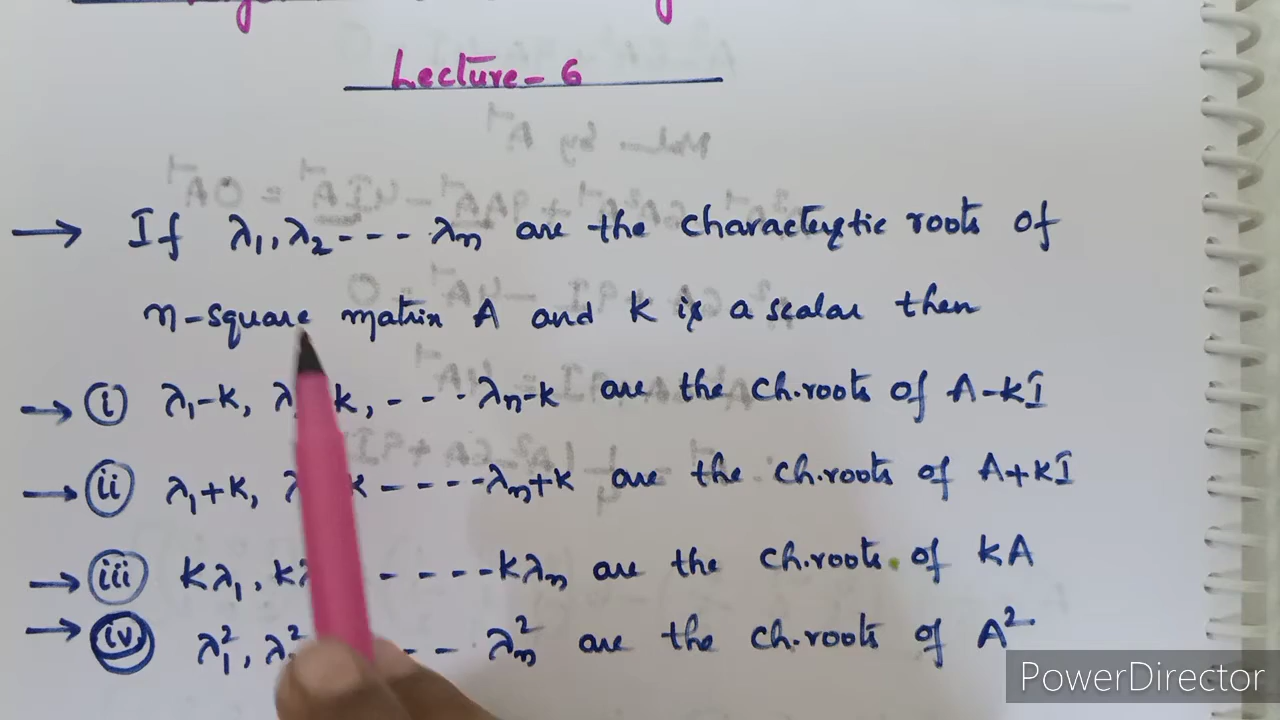 Lecture - 6
→ If λ₁, λ₂ - - - - λn are the characteristic roots of
n-square matrix A and K is a scalar then
→ (i) λ₁-K, λ K, - - - λn-K are the ch.roots of A-KI
→ (ii) λ₁+K, λ K - - - - λn+K are the ch.roots of A+KI
→ (iii) Kλ₁, Kλ - - - - Kλn are the ch.roots of KA
→ (iv) λ₁², λ ² - - λn² are the ch.roots of A²
PowerDirector